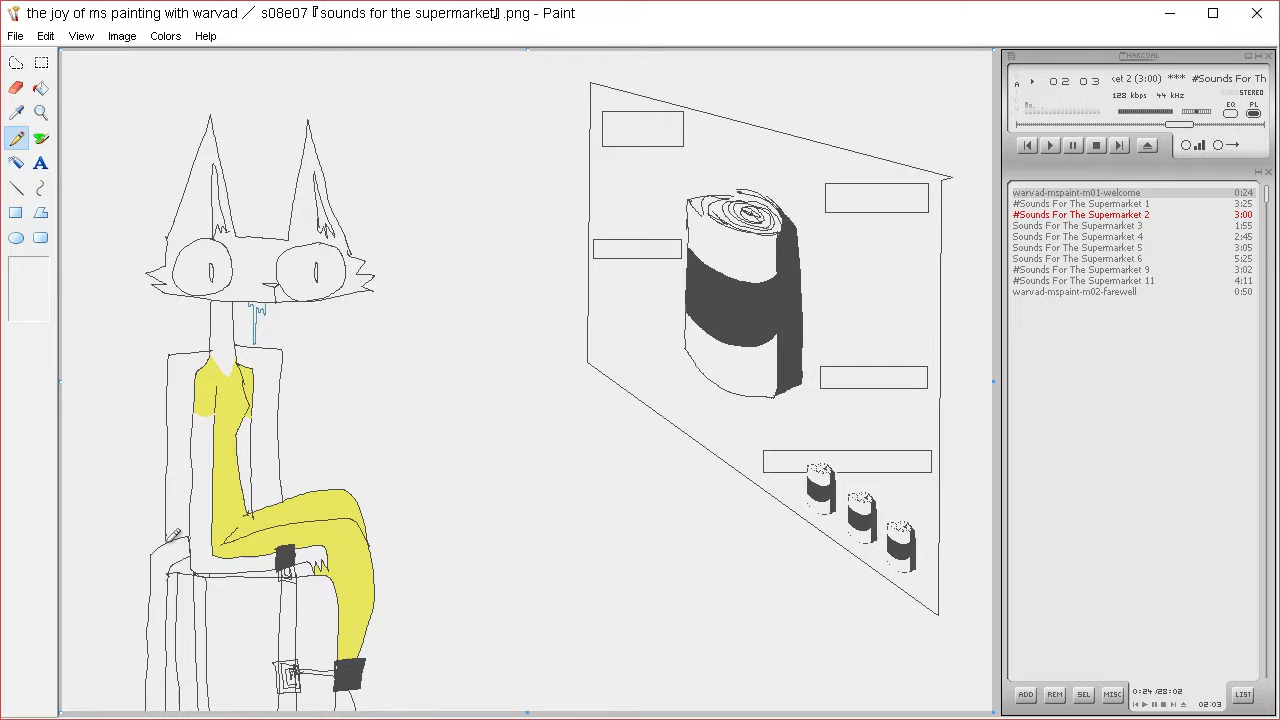 the joy of ms painting with warvad ／ s08e07『sounds for the supermarket』.png - Paint
File Edit View Image Colors Help
CHARCOAL
02 03 ket 2 (3:00) *** #Sounds For Th
128 kbps 44 kHz STEREO
EQ PL
warvad-mspaint-m01-welcome 0:24
#Sounds For The Supermarket 1 3:25
#Sounds For The Supermarket 2 3:00
Sounds For The Supermarket 3 1:55
Sounds For The Supermarket 4 2:45
Sounds For The Supermarket 5 3:05
Sounds For The Supermarket 6 5:25
#Sounds For The Supermarket 9 3:02
#Sounds For The Supermarket 11 4:11
warvad-mspaint-m02-farewell 0:50
ADD REM SEL MISC 0:24/28:02 LIST
02:03